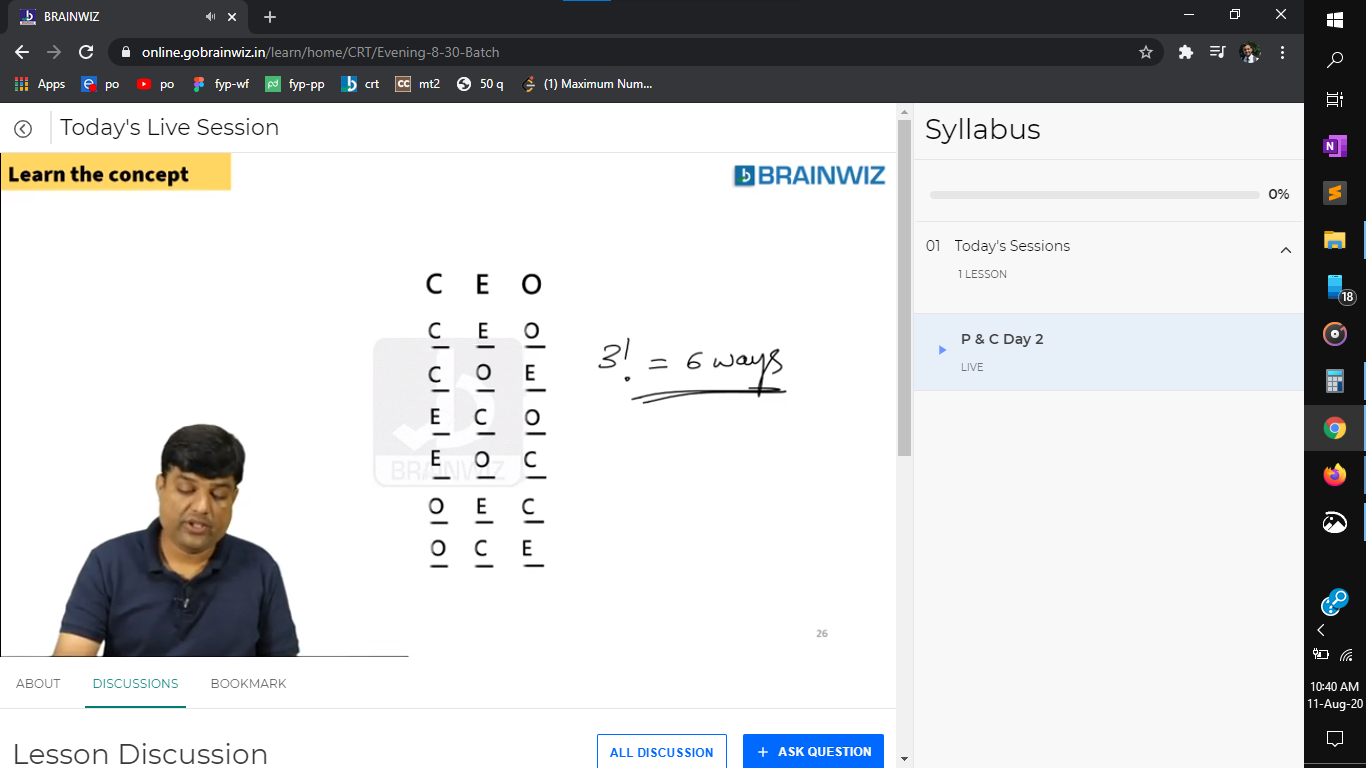 BRAINWIZ
online.gobrainwiz.in/learn/home/CRT/Evening-8-30-Batch
Apps
po
po
fyp-wf
fyp-pp
crt
CC
mt2
50 q
(1) Maximum Num...
Today's Live Session
Learn the concept
BRAINWIZ
C E O
C E O
C O E
E C O
E O C
O E C
O C E
3! = 6 ways
BRAINWIZ
26
ABOUT
DISCUSSIONS
BOOKMARK
Lesson Discussion
ALL DISCUSSION
+ ASK QUESTION
Syllabus
0%
01 Today's Sessions
1 LESSON
P & C Day 2
LIVE
N
18
10:40 AM
11-Aug-20